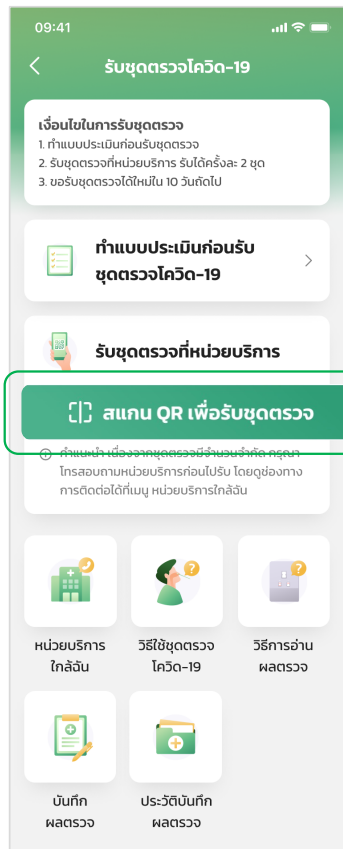 09:41
รับชุดตรวจโควิด-19
เงื่อนไขในการรับชุดตรวจ
1. ทำแบบประเมินก่อนรับชุดตรวจ
2. รับชุดตรวจที่หน่วยบริการ รับได้ครั้งละ 2 ชุด
3. ขอรับชุดตรวจได้ใหม่ใน 10 วันถัดไป
ทำแบบประเมินก่อนรับ
ชุดตรวจโควิด-19
รับชุดตรวจที่หน่วยบริการ
สแกน QR เพื่อรับชุดตรวจ
คำแนะนำ เนื่องจากชุดตรวจมีจำนวนจำกัด กรุณา
โทรสอบถามหน่วยบริการก่อนไปรับ โดยดูช่องทาง
การติดต่อได้ที่เมนู หน่วยบริการใกล้ฉัน
หน่วยบริการ
ใกล้ฉัน
วิธีใช้ชุดตรวจ
โควิด-19
วิธีการอ่าน
ผลตรวจ
บันทึก
ผลตรวจ
ประวัติบันทึก
ผลตรวจ